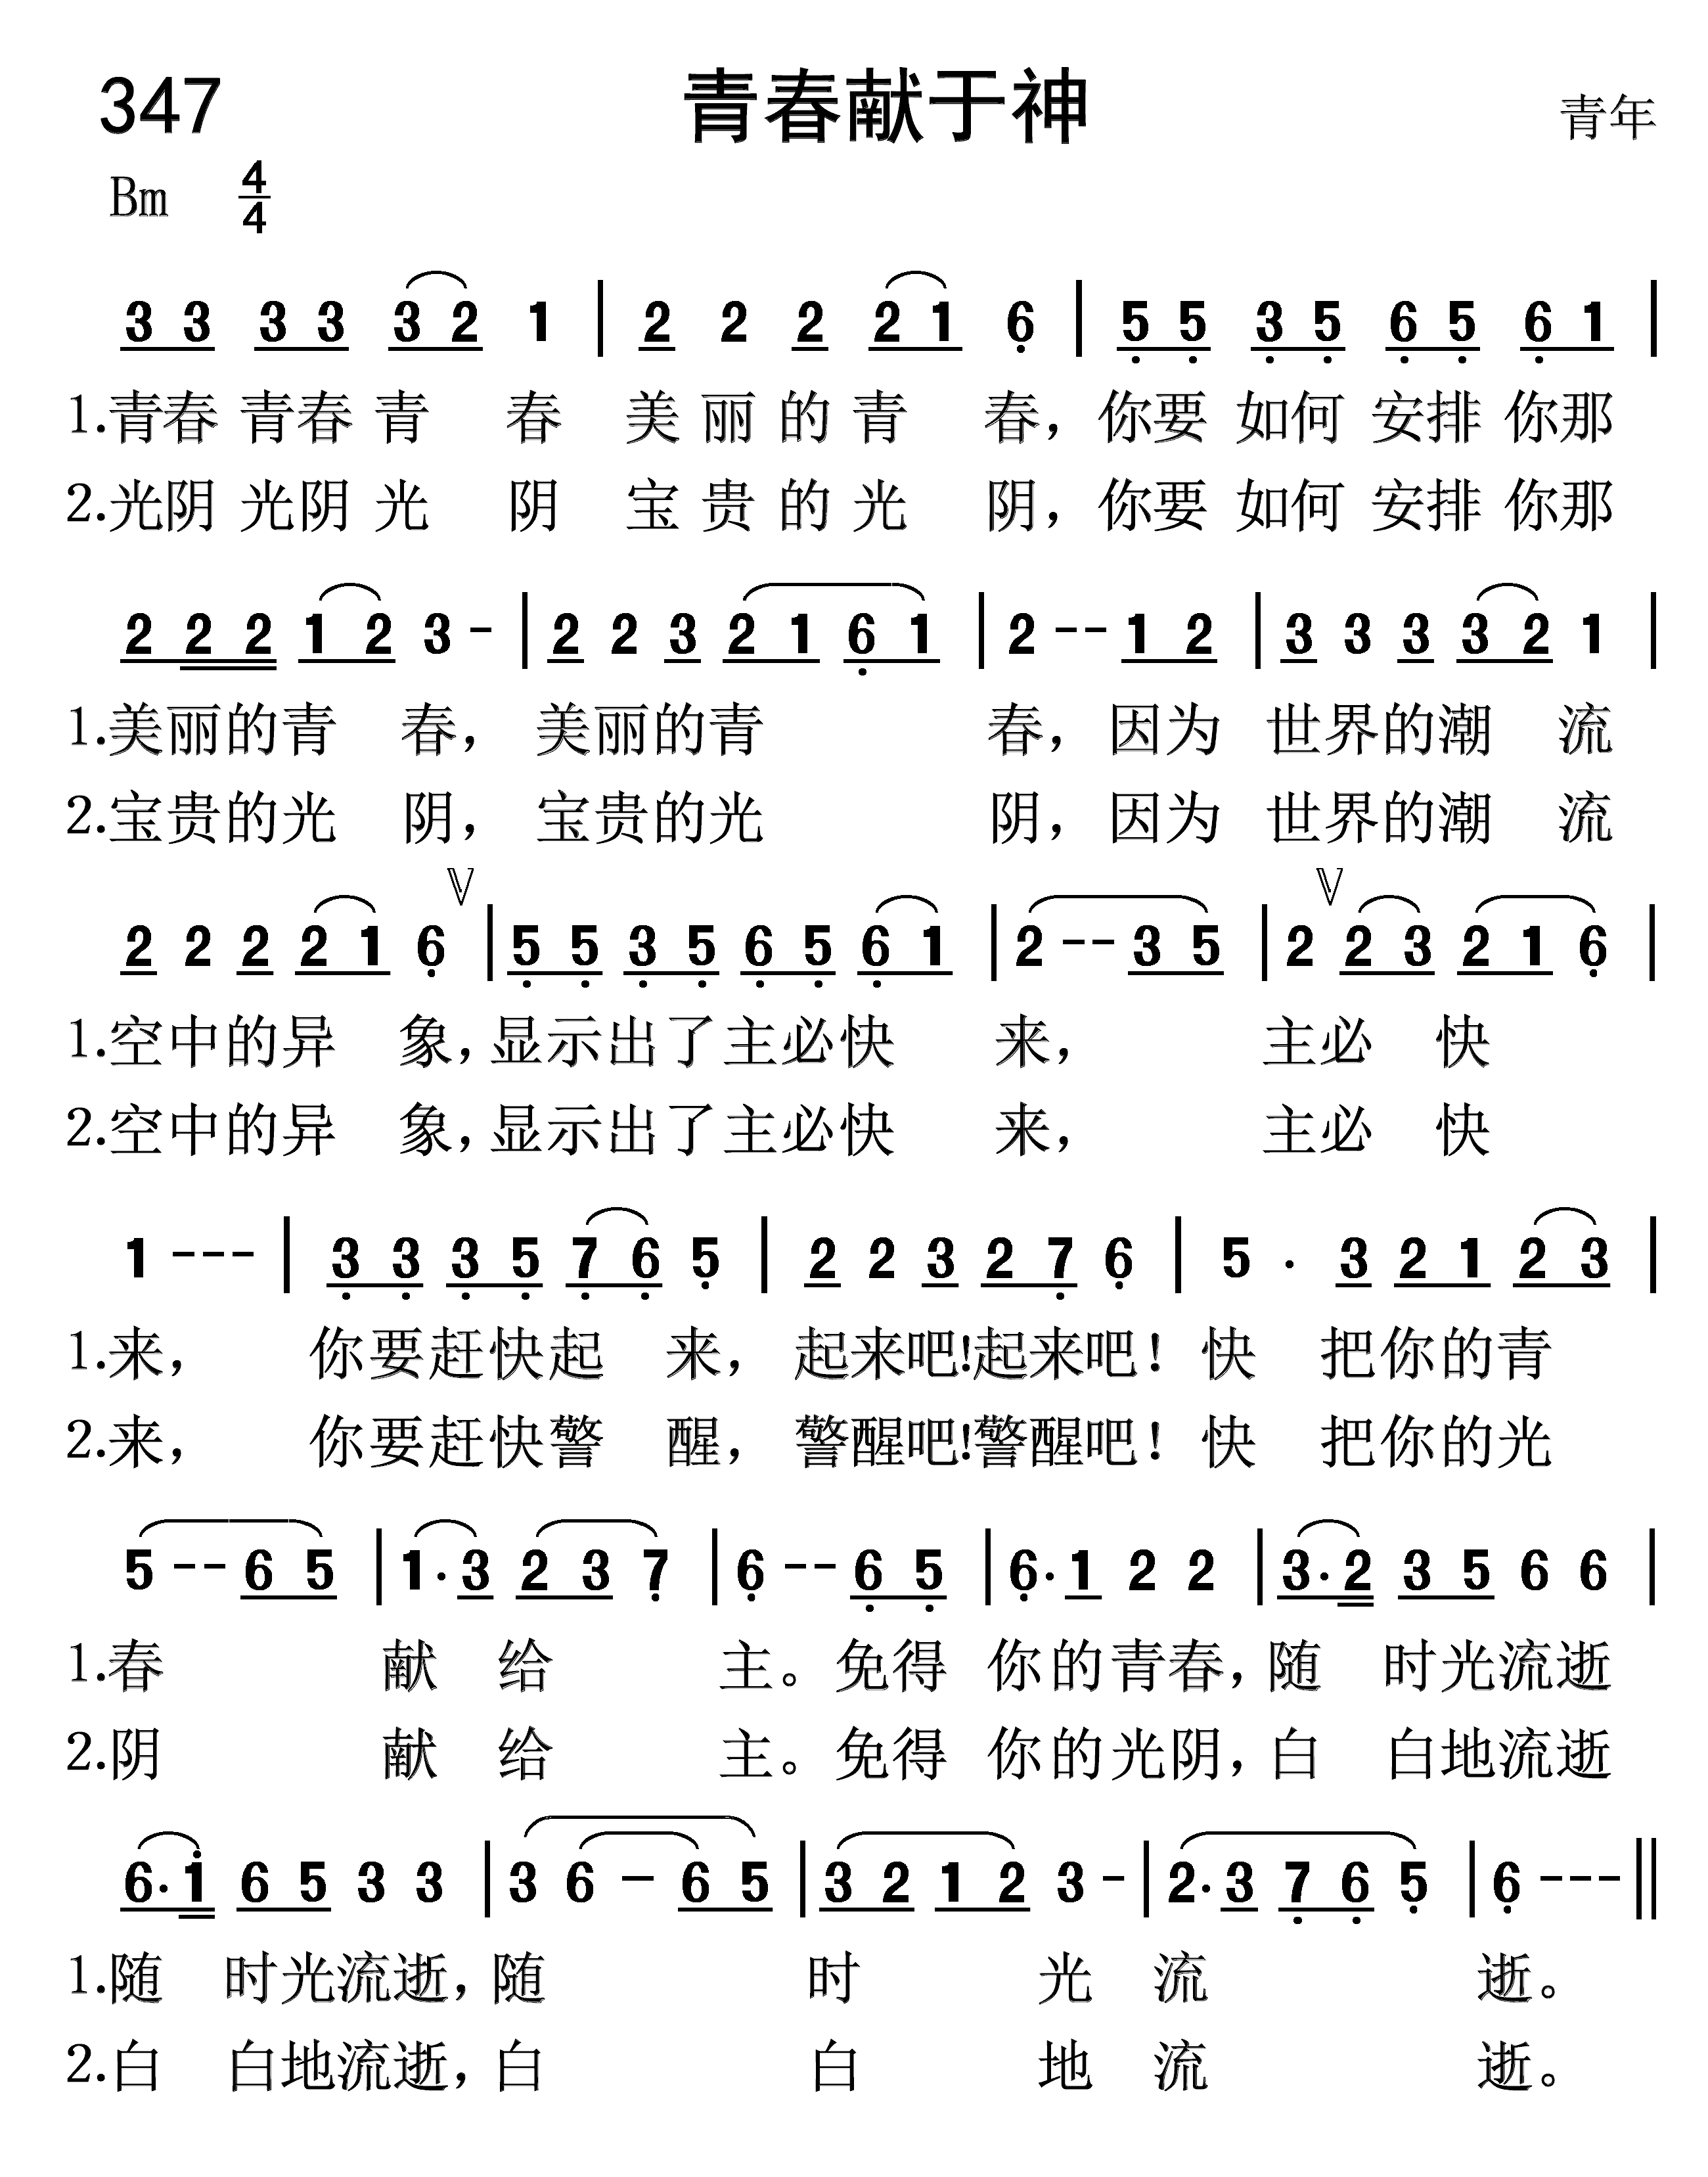 347 青春献于神 青年
Bm 4/4
3 3 3 3 3 2 1 | 2 2 2 2 1 6 | 5 5 3 5 6 5 6 1 |
1.青春 青春 青 春 美 丽 的 青 春，你要 如何 安排 你那
2.光阴 光阴 光 阴 宝 贵 的 光 阴，你要 如何 安排 你那
2 2 2 1 2 3 - | 2 2 3 2 1 6 1 | 2 - - 1 2 | 3 3 3 3 2 1 |
1.美丽的青 春， 美丽的青 春，因为 世界的潮 流
2.宝贵的光 阴， 宝贵的光 阴，因为 世界的潮 流
2 2 2 2 1 6 V | 5 5 3 5 6 5 6 1 | 2 - - 3 5 | 2 V 2 3 2 1 6 |
1.空中的异 象，显示出了主必快 来， 主必 快
2.空中的异 象，显示出了主必快 来， 主必 快
1 - - - | 3 3 3 5 7 6 5 | 2 2 3 2 7 6 | 5 · 3 2 1 2 3 |
1.来， 你要赶快起 来， 起来吧！起来吧！ 快 把你的青
2.来， 你要赶快警 醒， 警醒吧！警醒吧！ 快 把你的光
5 - - 6 5 | 1 · 3 2 3 7 | 6 - - 6 5 | 6 · 1 2 2 | 3 · 2 3 5 6 6 |
1.春 献 给 主。免得 你的青春，随 时光流逝
2.阴 献 给 主。免得 你的光阴，白 白地流逝
6 · 1 6 5 3 3 | 3 6 - 6 5 | 3 2 1 2 3 - | 2 · 3 7 6 5 | 6 - - - ||
1.随 时光流逝，随 时 光 流 逝。
2.白 白地流逝，白 白 地 流 逝。